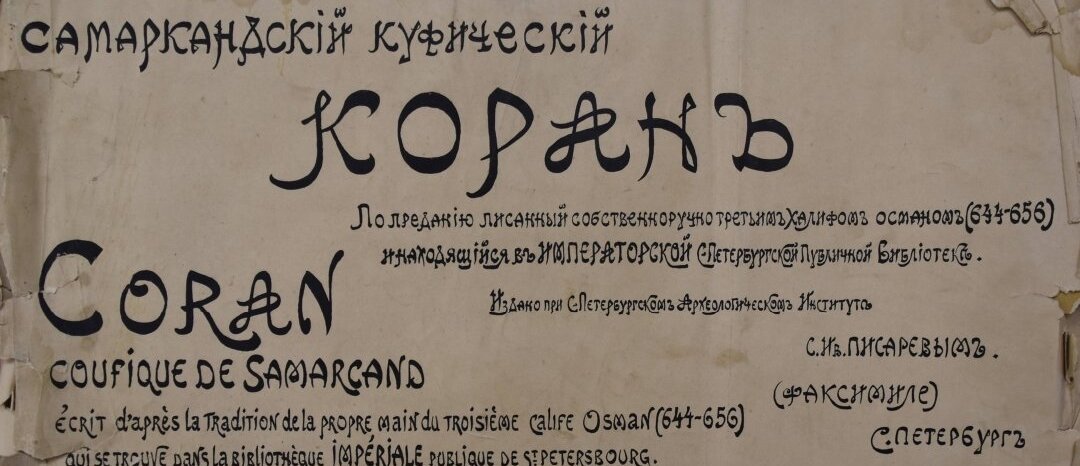 САМАРКАНДСКІЙ КУФИЧЕСКІЙ
КОРАНЪ
По преданію писанный собственноручно третьимъ халифомъ османомъ (644-656)
и находящійся въ ИМПЕРАТОРСКОЙ С-Петербургской Публичной Библіотекѣ.
CORAN
Издано при С-Петербургскомъ Археологическомъ Институтѣ
С. Ив. ПИСАРЕВЫМЪ.
COUFIQUE DE SAMARCAND
(ФАКСИМИЛЕ)
écrit d'après la Tradition de la propre main du troisième calife Osman (644-656)
С. ПЕТЕРБУРГЪ
qui se trouve dans la bibliothèque IMPÉRIALE publique de St PETERSBOURG.